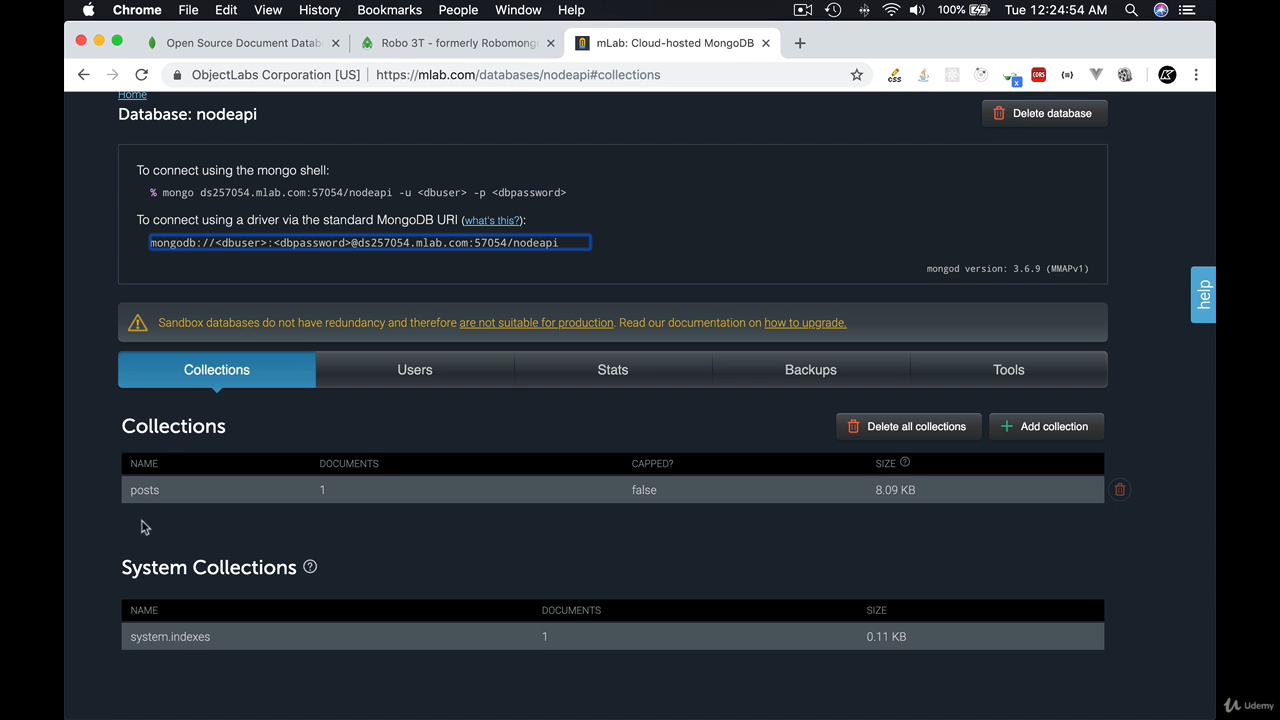 Chrome File Edit View History Bookmarks People Window Help 100% Tue 12:24:54 AM
Open Source Document Datab
Robo 3T - formerly Robomong
mLab: Cloud-hosted MongoDB
ObjectLabs Corporation [US] https://mlab.com/databases/nodeapi#collections
css
x
CORS
Home
Database: nodeapi
Delete database
To connect using the mongo shell:
% mongo ds257054.mlab.com:57054/nodeapi -u <dbuser> -p <dbpassword>
To connect using a driver via the standard MongoDB URI (what's this?):
mongodb://<dbuser>:<dbpassword>@ds257054.mlab.com:57054/nodeapi
mongod version: 3.6.9 (MMAPv1)
help
Sandbox databases do not have redundancy and therefore are not suitable for production. Read our documentation on how to upgrade.
Collections Users Stats Backups Tools
Collections
Delete all collections
Add collection
NAME DOCUMENTS CAPPED? SIZE ?
posts 1 false 8.09 KB
System Collections ?
NAME DOCUMENTS SIZE
system.indexes 1 0.11 KB
Udemy